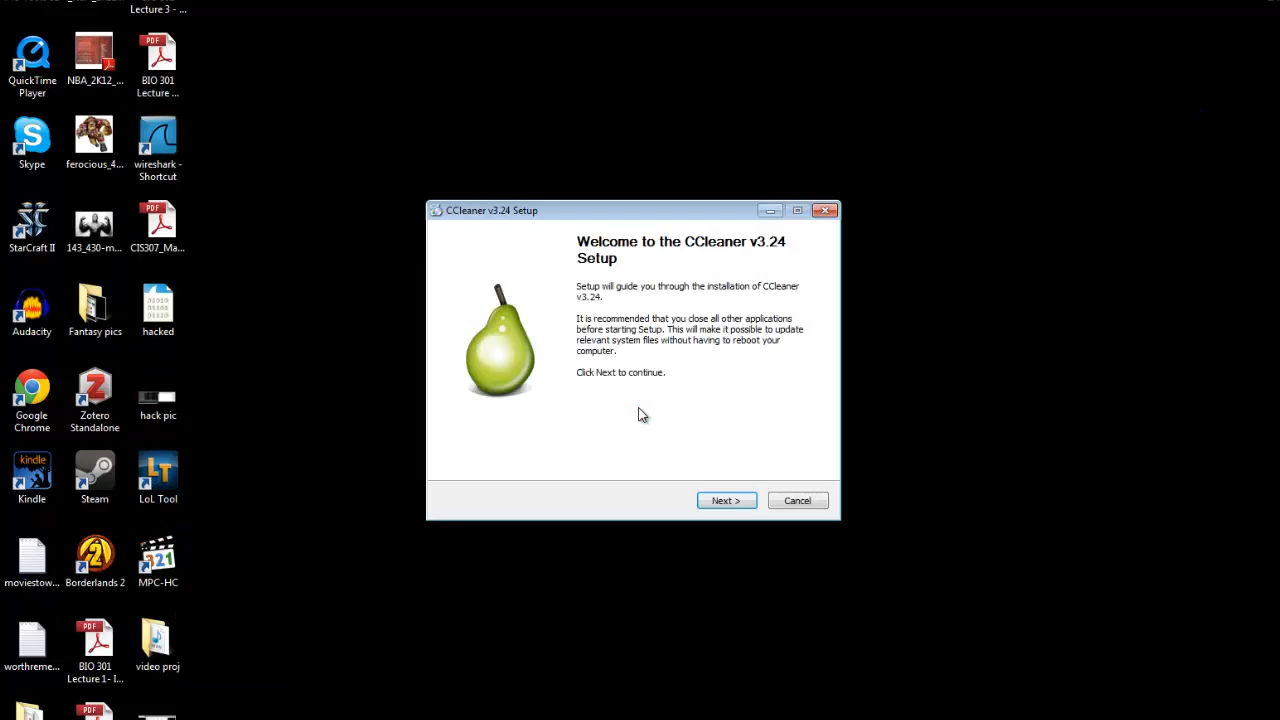 Lecture 3 - ...
QuickTime
Player
NBA_2K12_...
BIO 301
Lecture ...
Skype
ferocious_4...
wireshark -
Shortcut
StarCraft II
143_430-m...
CIS307_Ma...
Audacity
Fantasy pics
hacked
Google
Chrome
Zotero
Standalone
hack pic
kindle
Kindle
Steam
LoL Tool
moviestow...
Borderlands 2
MPC-HC
worthreme...
BIO 301
Lecture 1- I...
video proj
CCleaner v3.24 Setup
Welcome to the CCleaner v3.24
Setup
Setup will guide you through the installation of CCleaner
v3.24.
It is recommended that you close all other applications
before starting Setup. This will make it possible to update
relevant system files without having to reboot your
computer.
Click Next to continue.
Next >
Cancel